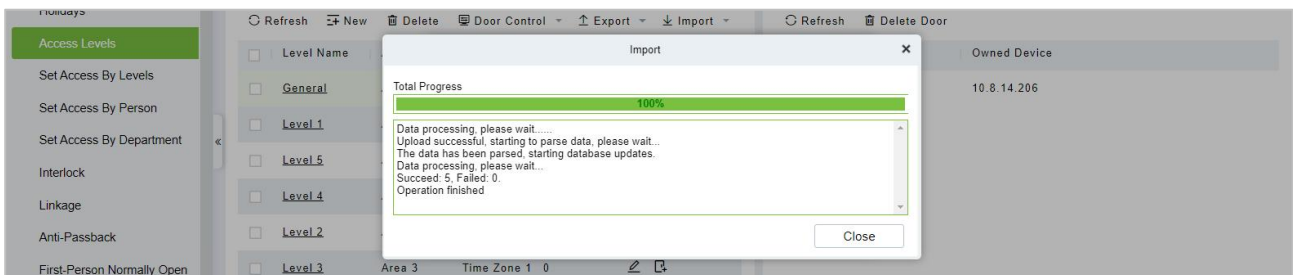 Holidays
Refresh New Delete Door Control Export Import Refresh Delete Door
Access Levels
Import
Level Name
Owned Device
Set Access By Levels
General
Total Progress
10.8.14.206
100%
Set Access By Person
Level 1
Data processing, please wait......
Upload successful, starting to parse data, please wait...
The data has been parsed, starting database updates.
Data processing, please wait...
Succeed: 5, Failed: 0.
Operation finished
Set Access By Department
«
Level 5
Interlock
Level 4
Linkage
Level 2
Close
Anti-Passback
First-Person Normally Open
Level 3 Area 3 Time Zone 1 0